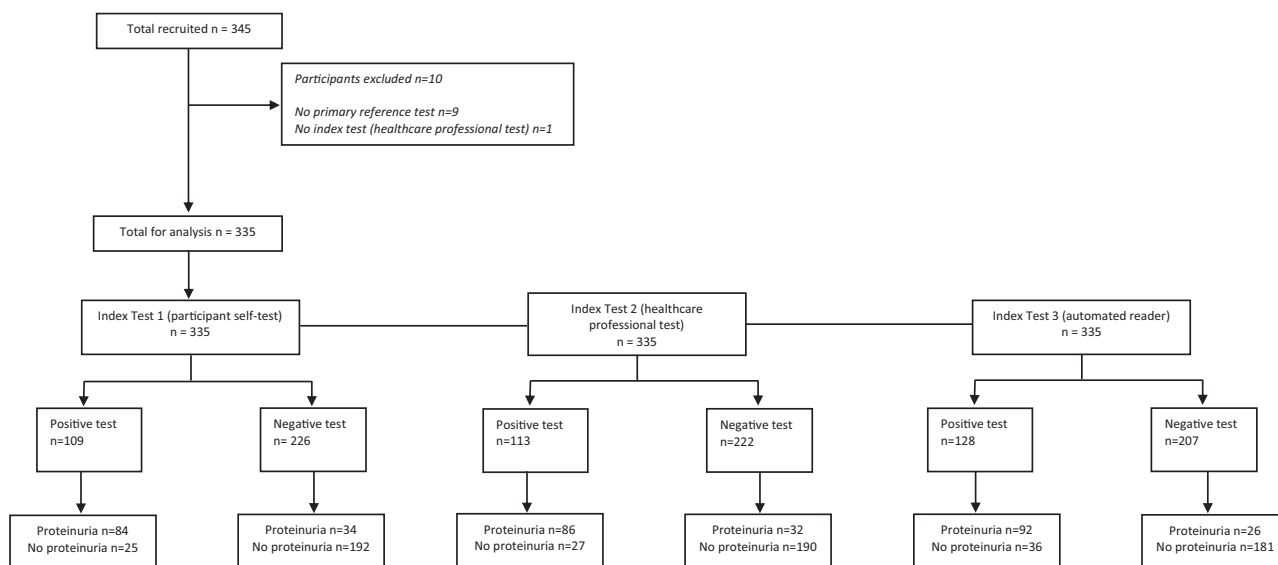 Total recruited n = 345
Participants excluded n=10
No primary reference test n=9
No index test (healthcare professional test) n=1
Total for analysis n = 335
Index Test 1 (participant self-test)
n = 335
Index Test 2 (healthcare
professional test)
n = 335
Index Test 3 (automated reader)
n = 335
Positive test
n=109
Negative test
n= 226
Positive test
n=113
Negative test
n=222
Positive test
n=128
Negative test
n=207
Proteinuria n=84
No proteinuria n=25
Proteinuria n=34
No proteinuria n=192
Proteinuria n=86
No proteinuria n=27
Proteinuria n=32
No proteinuria n=190
Proteinuria n=92
No proteinuria n=36
Proteinuria n=26
No proteinuria n=181